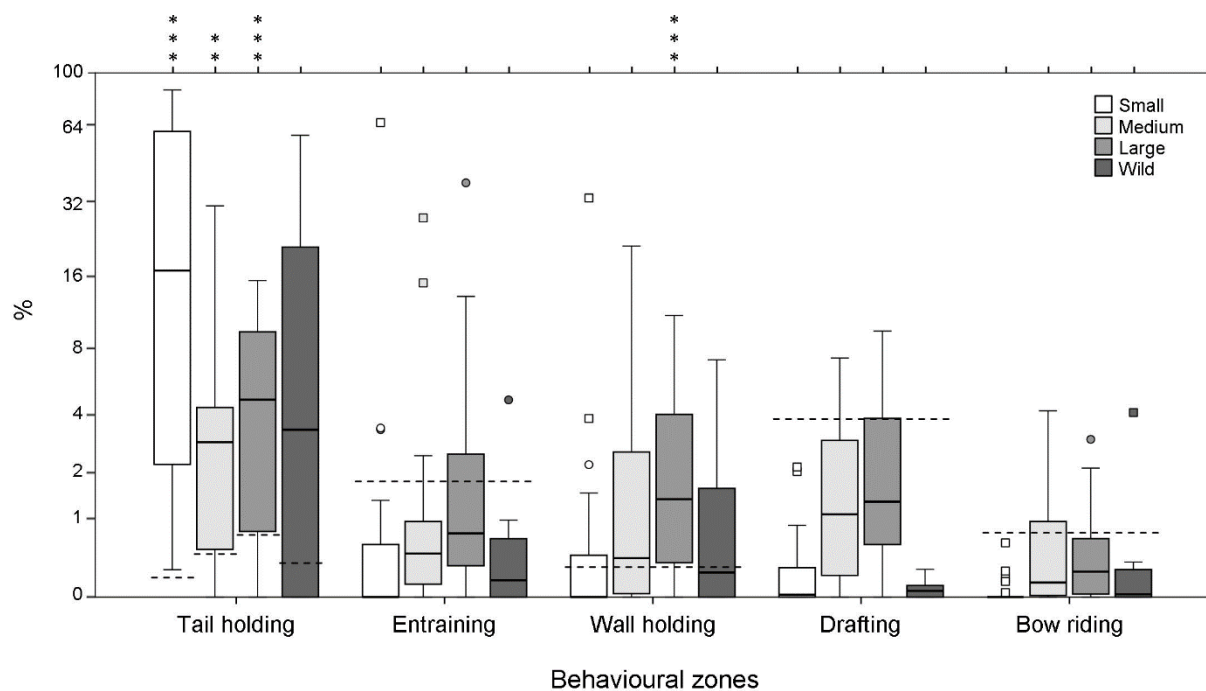 *** ** *** ***
100
64
32
16
8
4
2
1
0
%
Small
Medium
Large
Wild
Tail holding Entraining Wall holding Drafting Bow riding
Behavioural zones